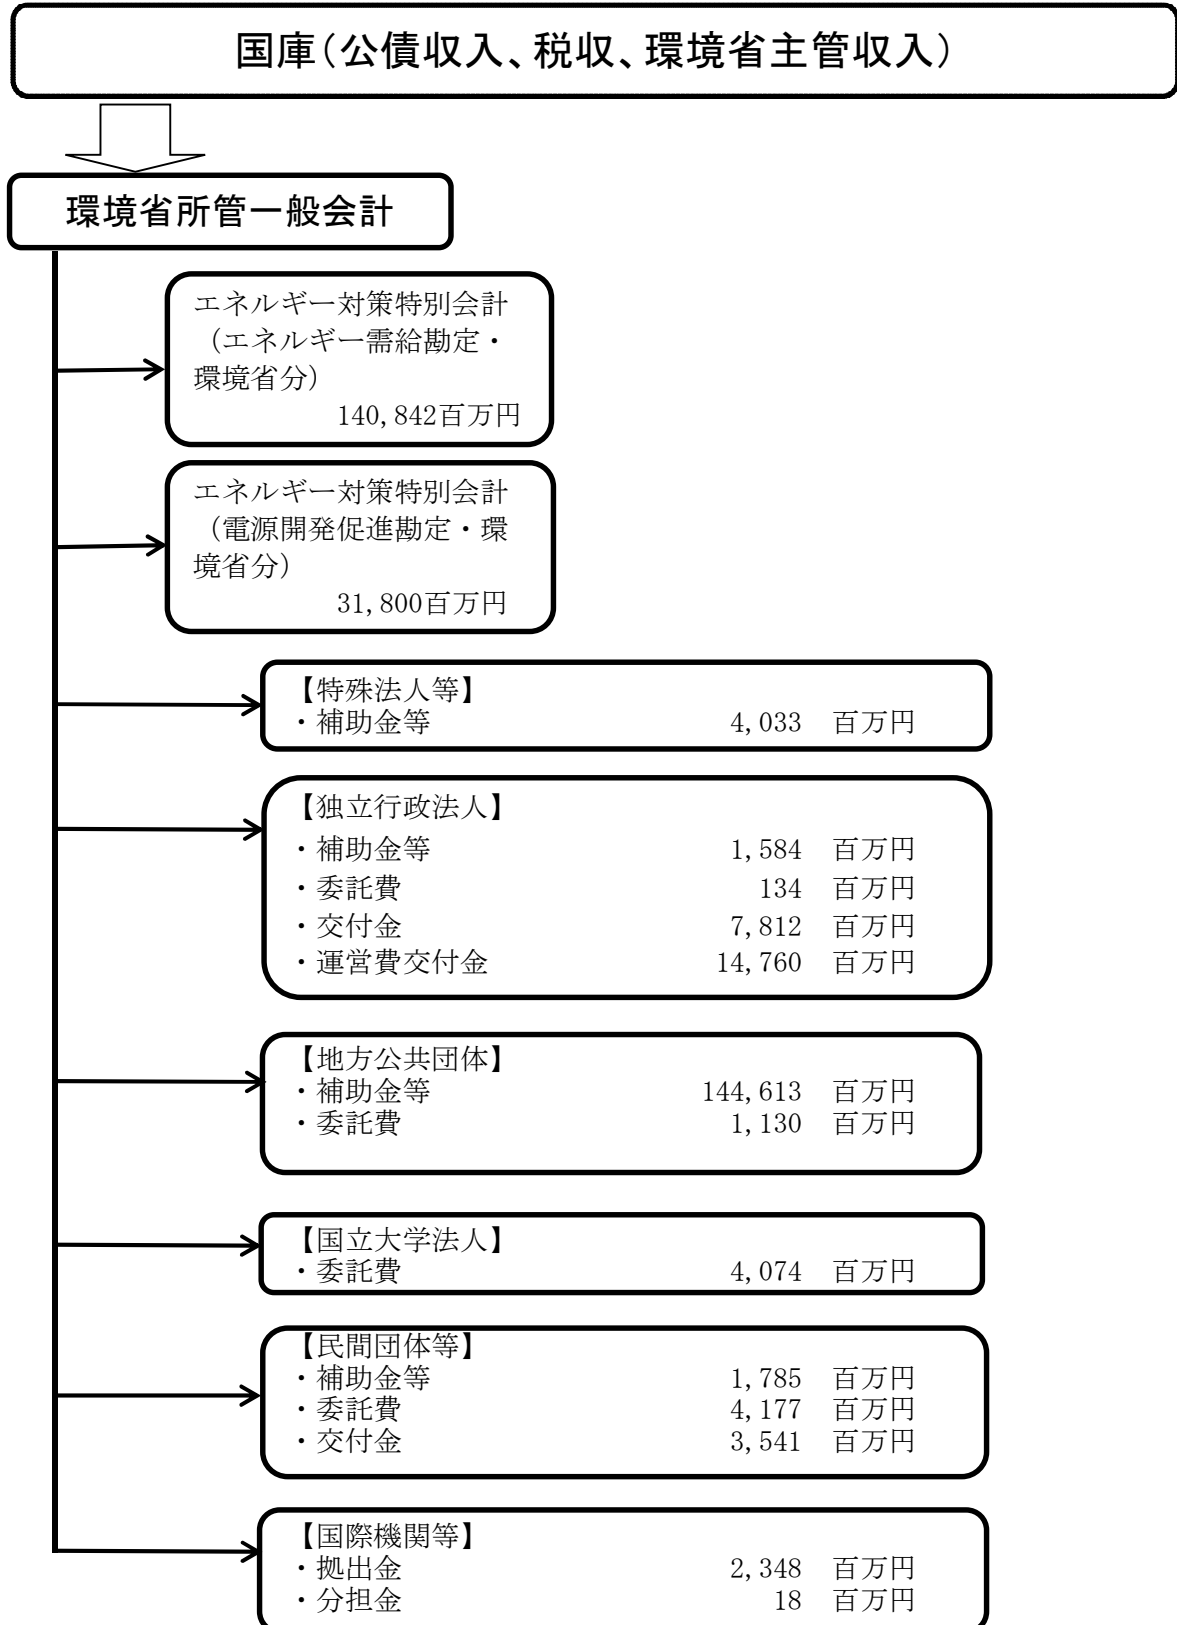 国庫（公債収入、税収、環境省主管収入）
環境省所管一般会計
エネルギー対策特別会計
（エネルギー需給勘定・
環境省分）
140,842百万円
エネルギー対策特別会計
（電源開発促進勘定・環
境省分）
31,800百万円
【特殊法人等】
・補助金等 4,033 百万円
【独立行政法人】
・補助金等 1,584 百万円
・委託費 134 百万円
・交付金 7,812 百万円
・運営費交付金 14,760 百万円
【地方公共団体】
・補助金等 144,613 百万円
・委託費 1,130 百万円
【国立大学法人】
・委託費 4,074 百万円
【民間団体等】
・補助金等 1,785 百万円
・委託費 4,177 百万円
・交付金 3,541 百万円
【国際機関等】
・拠出金 2,348 百万円
・分担金 18 百万円